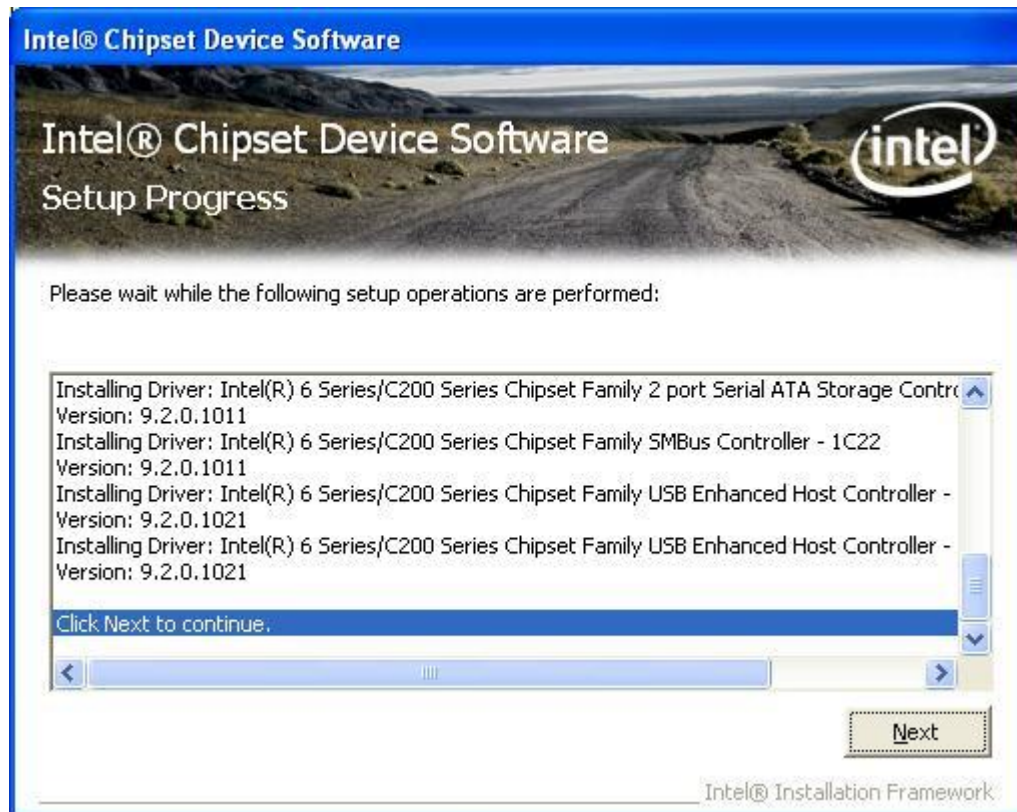 Intel® Chipset Device Software
Intel® Chipset Device Software
intel
Setup Progress
Please wait while the following setup operations are performed:
Installing Driver: Intel(R) 6 Series/C200 Series Chipset Family 2 port Serial ATA Storage Contro
Version: 9.2.0.1011
Installing Driver: Intel(R) 6 Series/C200 Series Chipset Family SMBus Controller - 1C22
Version: 9.2.0.1011
Installing Driver: Intel(R) 6 Series/C200 Series Chipset Family USB Enhanced Host Controller -
Version: 9.2.0.1021
Installing Driver: Intel(R) 6 Series/C200 Series Chipset Family USB Enhanced Host Controller -
Version: 9.2.0.1021
Click Next to continue.
Next
Intel® Installation Framework